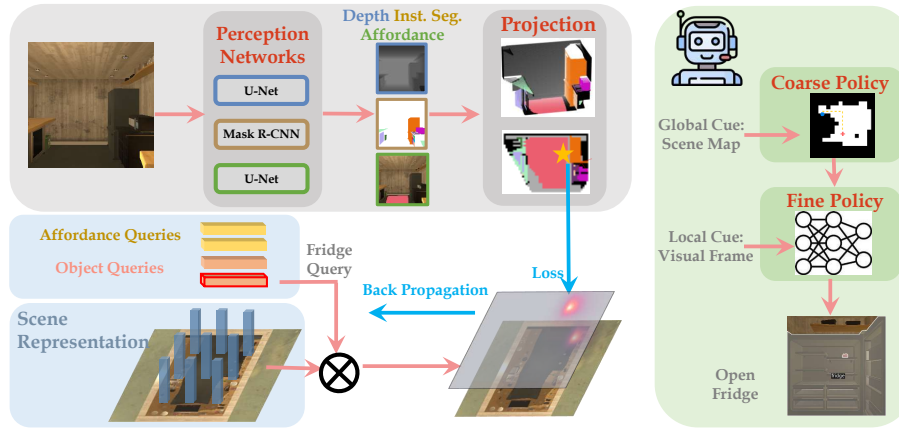 Perception
Networks
U-Net
Mask R-CNN
U-Net
Depth Inst. Seg.
Affordance
Projection
Affordance Queries
Object Queries
Fridge
Query
Loss
Back Propagation
Scene
Representation
Coarse Policy
Global Cue:
Scene Map
Fine Policy
Local Cue:
Visual Frame
Open
Fridge